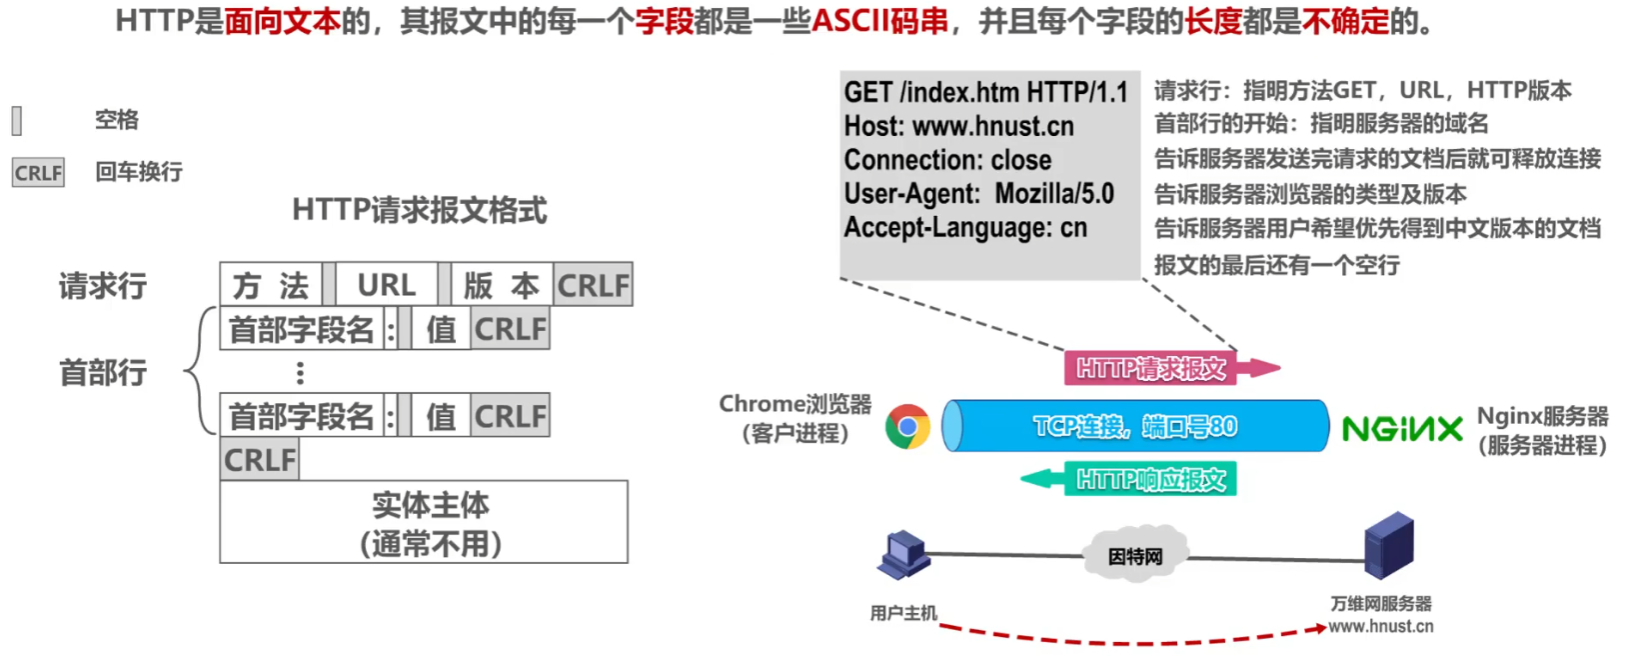 HTTP是面向文本的，其报文中的每一个字段都是一些ASCII码串，并且每个字段的长度都是不确定的。
空格
CRLF 回车换行
HTTP请求报文格式
请求行 方 法 URL 版 本 CRLF
首部行
首部字段名 : 值 CRLF
⋮
首部字段名 : 值 CRLF
CRLF
实体主体
（通常不用）
GET /index.htm HTTP/1.1 请求行：指明方法GET，URL，HTTP版本
Host: www.hnust.cn 首部行的开始：指明服务器的域名
Connection: close 告诉服务器发送完请求的文档后就可释放连接
User-Agent: Mozilla/5.0 告诉服务器浏览器的类型及版本
Accept-Language: cn 告诉服务器用户希望优先得到中文版本的文档
报文的最后还有一个空行
HTTP请求报文
Chrome浏览器
（客户进程）
TCP连接，端口号80
NGINX
Nginx服务器
（服务器进程）
HTTP响应报文
因特网
用户主机
万维网服务器
www.hnust.cn